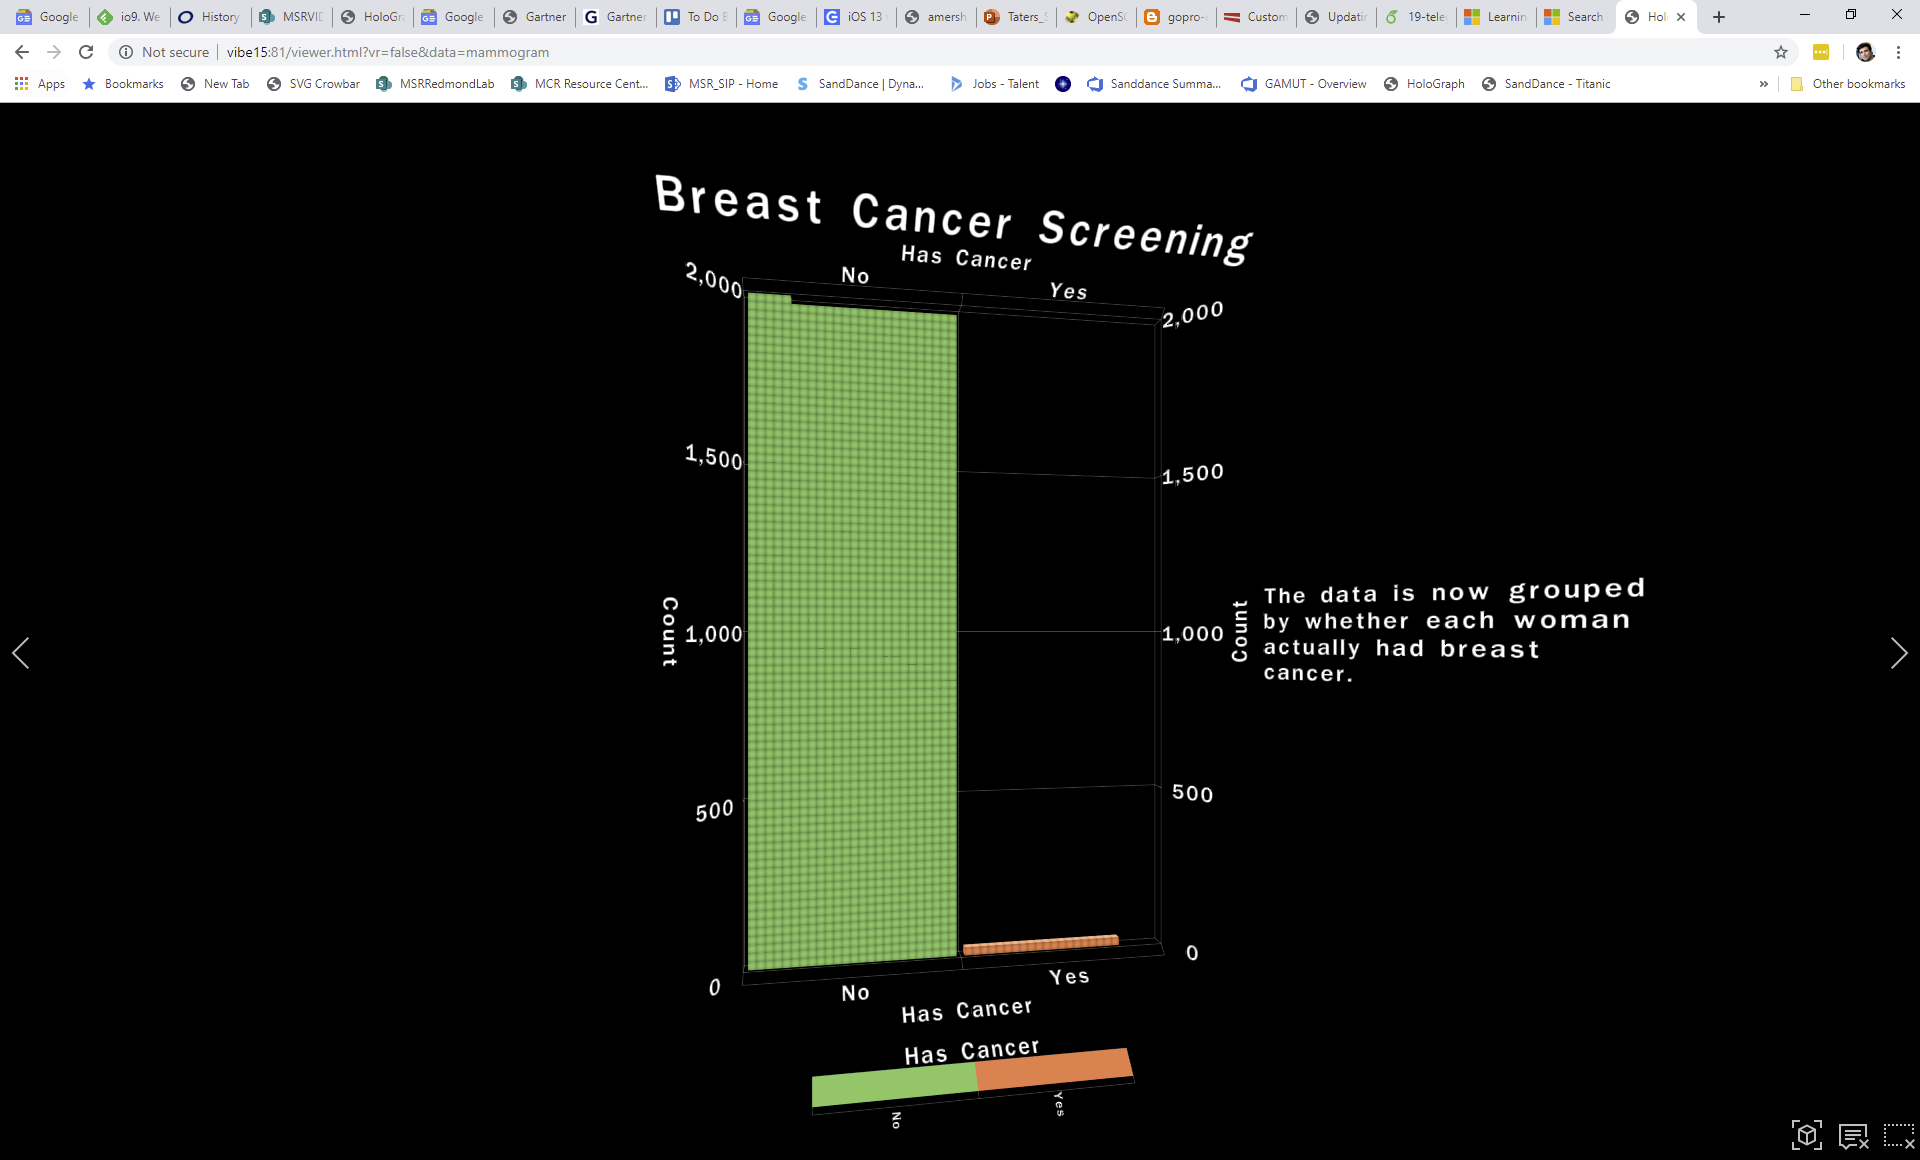 Google
io9. We
History
MSRVID
HoloGr
Google
Gartner
Gartner
To Do
Google
iOS 13
amersh
Taters_S
OpenSC
gopro-
Custom
Updatin
19-tele
Learnin
Search
Hol
Not secure
vibe15:81/viewer.html?vr=false&data=mammogram
Apps
Bookmarks
New Tab
SVG Crowbar
MSRRedmondLab
MCR Resource Cent...
MSR_SIP - Home
SandDance | Dyna...
Jobs - Talent
Sanddance Summa...
GAMUT - Overview
HoloGraph
SandDance - Titanic
»
Other bookmarks
Breast Cancer Screening
Has Cancer
No
Yes
2,000
2,000
1,500
1,500
1,000
1,000
500
500
0
0
Count
Count
The data is now grouped
by whether each woman
actually had breast
cancer.
No
Yes
Has Cancer
Has Cancer
No
Yes